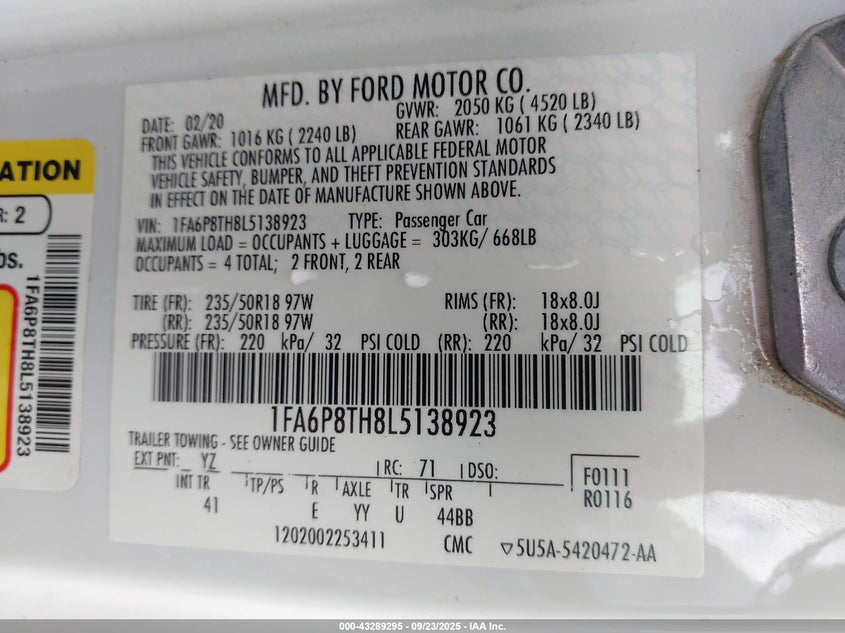 MFD. BY FORD MOTOR CO.
DATE: 02/20 GVWR: 2050 KG ( 4520 LB)
FRONT GAWR: 1016 KG ( 2240 LB) REAR GAWR: 1061 KG ( 2340 LB)
THIS VEHICLE CONFORMS TO ALL APPLICABLE FEDERAL MOTOR
VEHICLE SAFETY, BUMPER, AND THEFT PREVENTION STANDARDS
IN EFFECT ON THE DATE OF MANUFACTURE SHOWN ABOVE.
VIN: 1FA6P8TH8L5138923 TYPE: Passenger Car
MAXIMUM LOAD = OCCUPANTS + LUGGAGE = 303KG/ 668LB
OCCUPANTS = 4 TOTAL; 2 FRONT, 2 REAR
TIRE (FR): 235/50R18 97W RIMS (FR): 18x8.0J
(RR): 235/50R18 97W (RR): 18x8.0J
PRESSURE (FR): 220 kPa/ 32 PSI COLD (RR): 220 kPa/ 32 PSI COLD
1FA6P8TH8L5138923
TRAILER TOWING - SEE OWNER GUIDE
EXT PNT: YZ RC: 71 DSO: F0111
INT TR TP/PS R AXLE TR SPR R0116
41 E YY U 44BB
1202002253411 CMC ▽5U5A-5420472-AA
ATION
R: 2
bs.
1FA6P8TH8L5138923
000-43289295 - 09/23/2025 - IAA Inc.